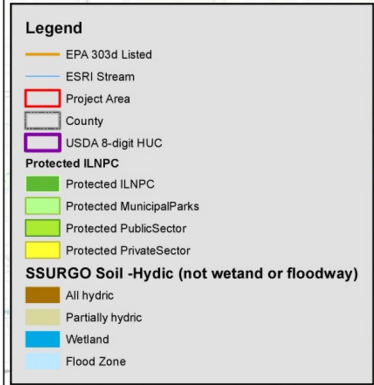 Legend
EPA 303d Listed
ESRI Stream
Project Area
County
USDA 8-digit HUC
Protected ILNPC
Protected ILNPC
Protected MunicipalParks
Protected PublicSector
Protected PrivateSector
SSURGO Soil -Hydic (not wetand or floodway)
All hydric
Partially hydric
Wetland
Flood Zone